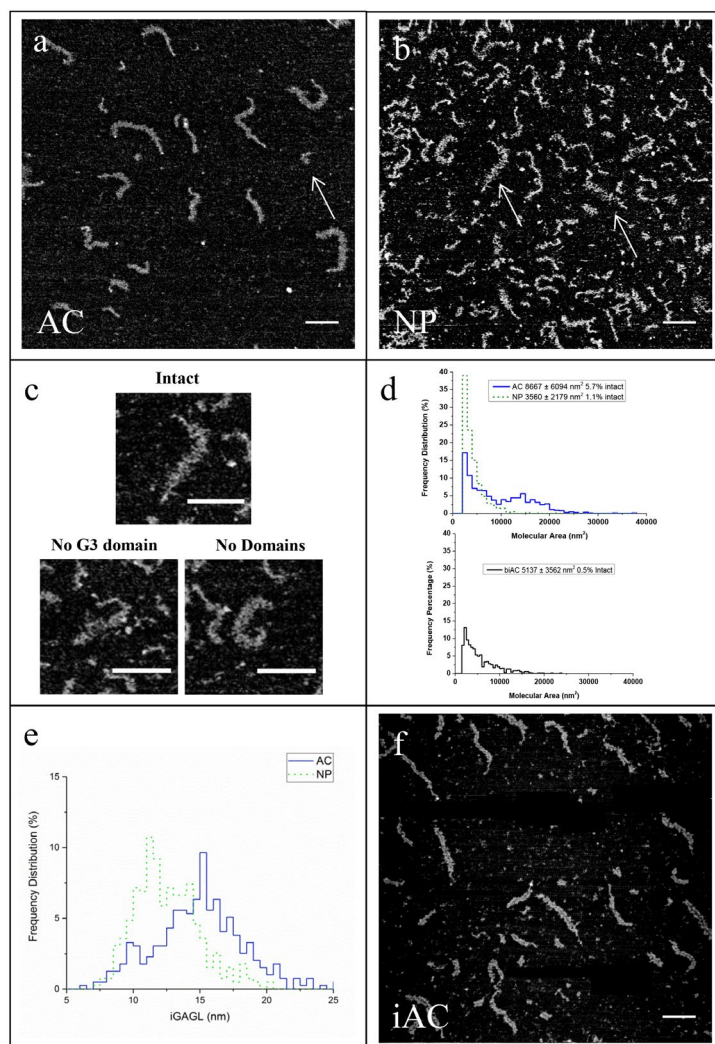 a
AC
b
NP
c
Intact
No G3 domain
No Domains
d
40
35
30
25
20
15
10
5
0
Frequency Distribution (%)
AC 8667 ± 6094 nm² 5.7% intact
NP 3560 ± 2179 nm² 1.1% intact
0
10000
20000
30000
40000
Molecular Area (nm²)
40
30
20
10
0
Frequency Percentage (%)
biAC 5137 ± 3562 nm² 0.5% Intact
0
10000
20000
30000
40000
Molecular Area (nm²)
e
AC
NP
15
10
5
0
Frequency Distribution (%)
5
10
15
20
25
iGAGL (nm)
f
iAC